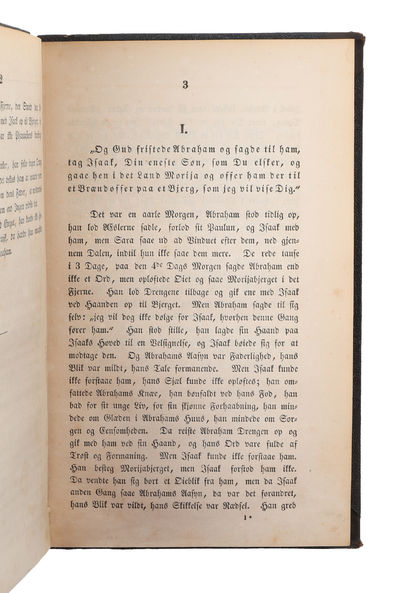 3
I.
„Og Gud fristede Abraham og sagde til ham,
tag Isaak, Din eneste Søn, som Du elsker, og
gaae hen i det Land Morija og offer ham der til
et Brændoffer paa et Bjerg, som jeg vil vise Dig.“
Det var en aarle Morgen, Abraham stod tidlig op,
han lod Æslerne sadle, forlod sit Paulun, og Isaak med
ham, men Sara saae ud ad Vinduet efter dem, ned gjen-
nem Dalen, indtil hun ikke saae dem mere. De rede tause
i 3 Dage, paa den 4de Dags Morgen sagde Abraham end
ikke et Ord, men opløftede Øiet og saae Morijabjerget i det
Fjerne. Han lod Drengene tilbage og gik ene med Isaak
ved Haanden op til Bjerget. Men Abraham sagde til sig
selv: „jeg vil dog ikke dølge for Isaak, hvorhen denne Gang
fører ham.“ Han stod stille, han lagde sin Haand paa
Isaaks Hoved til en Velsignelse, og Isaak bøiede sig for at
modtage den. Og Abrahams Aasyn var Faderlighed, hans
Blik var mildt, hans Tale formanende. Men Isaak kunde
ikke forstaae ham, hans Sjæl kunde ikke opløftes; han om-
fattede Abrahams Knæe, han bønfaldt ved hans Fod, han
bad for sit unge Liv, for sin skjønne Forhaabning, han min-
dede om Glæden i Abrahams Huus, han mindede om Sor-
gen og Eensomheden. Da reiste Abraham Drengen op og
gik med ham ved sin Haand, og hans Ord vare fulde af
Trøst og Formaning. Men Isaak kunde ikke forstaae ham.
Han besteg Morijabjerget, men Isaak forstod ham ikke.
Da vendte han sig bort et Øieblik fra ham, men da Isaak
anden Gang saae Abrahams Aasyn, da var det forandret,
hans Blik var vildt, hans Skikkelse var Rædsel. Han greb
1*